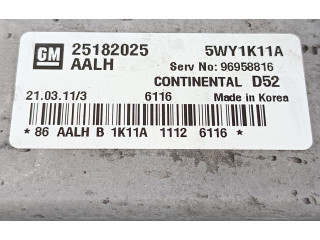 GM 25182025 5WY1K11A
AALH Serv No: 96958816
CONTINENTAL D52
21.03.11/3 6116 Made in Korea
* 86 AALH B 1K11A 1112 6116 *